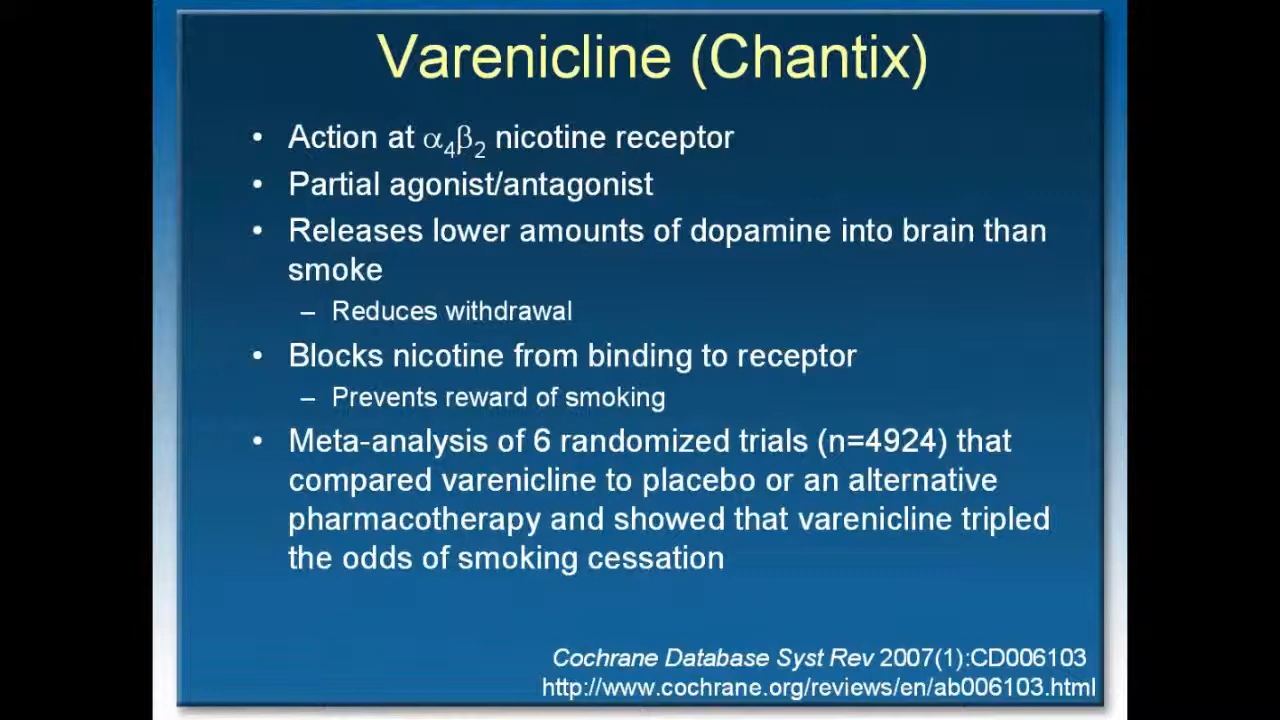 Varenicline (Chantix)
• Action at α4β2 nicotine receptor
• Partial agonist/antagonist
• Releases lower amounts of dopamine into brain than
smoke
– Reduces withdrawal
• Blocks nicotine from binding to receptor
– Prevents reward of smoking
• Meta-analysis of 6 randomized trials (n=4924) that
compared varenicline to placebo or an alternative
pharmacotherapy and showed that varenicline tripled
the odds of smoking cessation
Cochrane Database Syst Rev 2007(1):CD006103
http://www.cochrane.org/reviews/en/ab006103.html